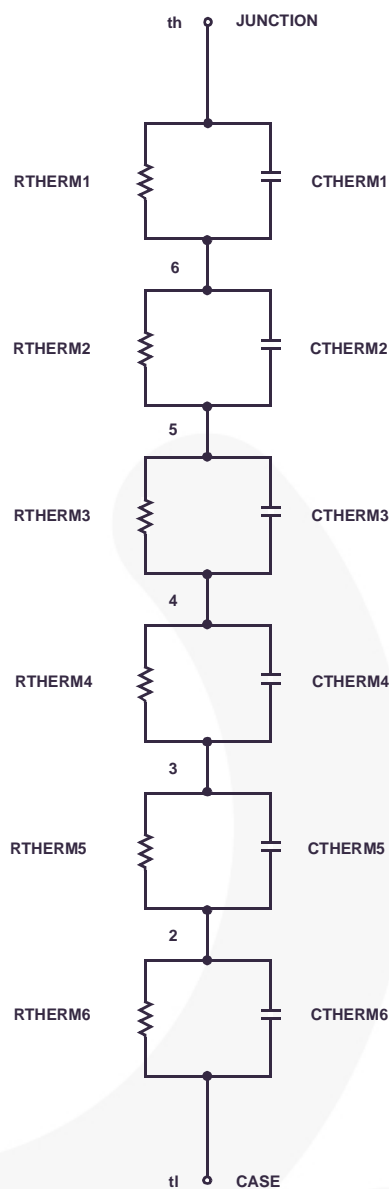 th JUNCTION
RTHERM1 CTHERM1
6
RTHERM2 CTHERM2
5
RTHERM3 CTHERM3
4
RTHERM4 CTHERM4
3
RTHERM5 CTHERM5
2
RTHERM6 CTHERM6
tl CASE